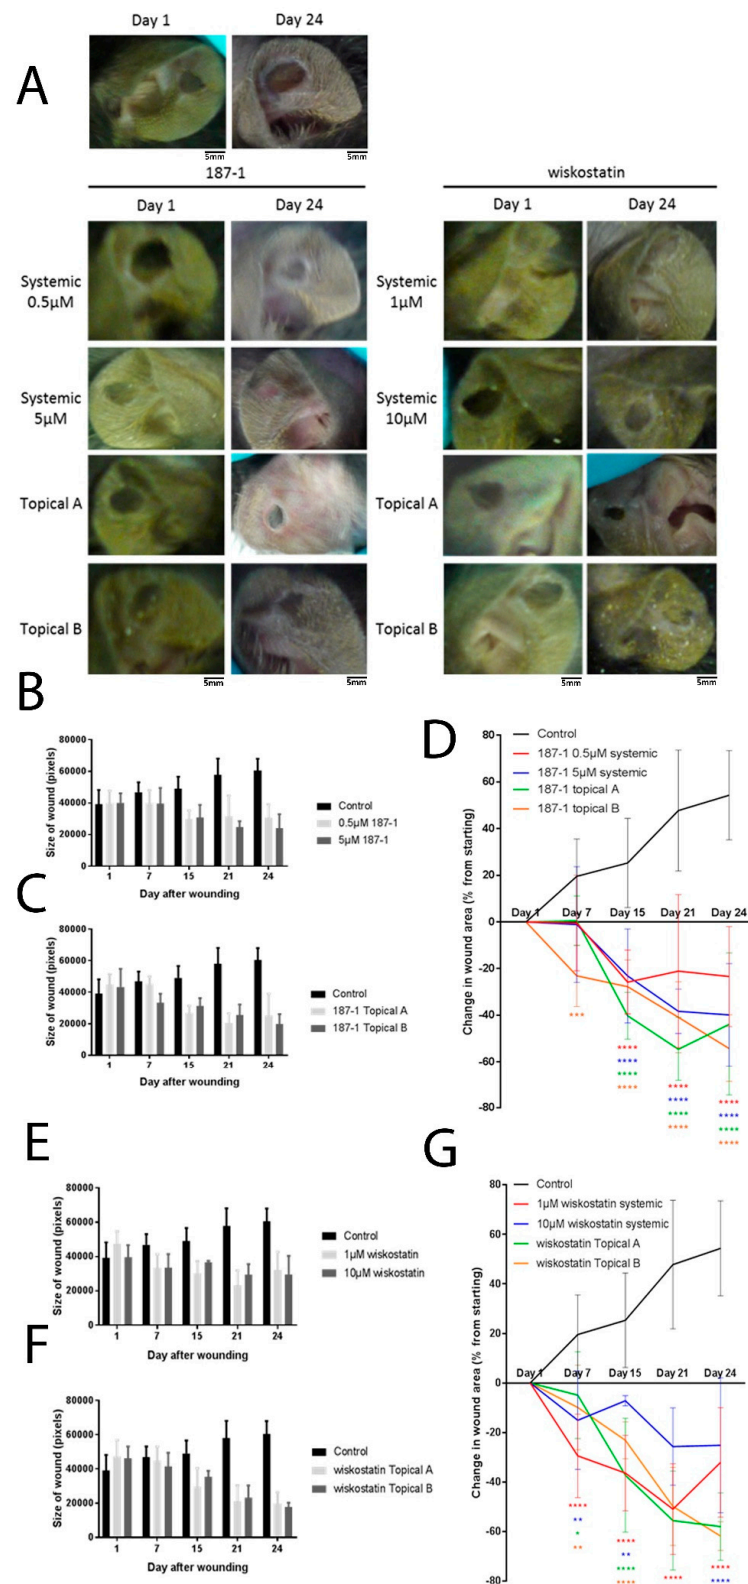 Day 1 Day 24
A
5mm 5mm
187-1 wiskostatin
Day 1 Day 24 Day 1 Day 24
Systemic 0.5µM
Systemic 1µM
Systemic 5µM
Systemic 10µM
Topical A Topical A
Topical B Topical B
5mm 5mm 5mm 5mm
B
Size of wound (pixels)
80000
60000
40000
20000
0
1 7 15 21 24
Day after wounding
Control
0.5µM 187-1
5µM 187-1
C
Size of wound (pixels)
80000
60000
40000
20000
0
1 7 15 21 24
Day after wounding
Control
187-1 Topical A
187-1 Topical B
D
Change in wound area (% from starting)
80
60
40
20
0
-20
-40
-60
-80
Control
187-1 0.5µM systemic
187-1 5µM systemic
187-1 topical A
187-1 topical B
Day 1 Day 7 Day 15 Day 21 Day 24
***
**** **** ****
**** **** ****
**** **** ****
**** **** ****
E
Size of wound (pixels)
80000
60000
40000
20000
0
1 7 15 21 24
Day after wounding
Control
1µM wiskostatin
10µM wiskostatin
F
Size of wound (pixels)
80000
60000
40000
20000
0
1 7 15 21 24
Day after wounding
Control
wiskostatin Topical A
wiskostatin Topical B
G
Change in wound area (% from starting)
80
60
40
20
0
-20
-40
-60
-80
Control
1µM wiskostatin systemic
10µM wiskostatin systemic
wiskostatin Topical A
wiskostatin Topical B
Day 1 Day 7 Day 15 Day 21 Day 24
****
**
*
**
****
**
****
****
****
****
****